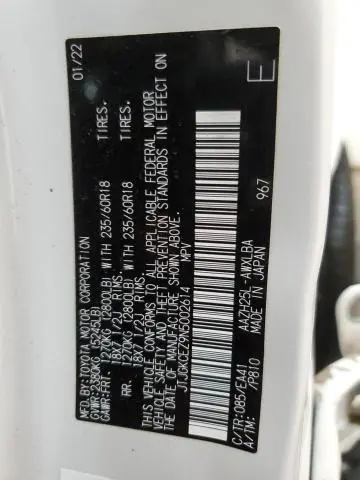 MFD.BY:TOYOTA MOTOR CORPORATION 01/22
GVWR:2380KG (5245LB)
GAWR:FRT. 1270KG (2800LB) WITH 235/60R18 TIRES.
18X7 1/2J RIMS.
RR. 1270KG (2800LB) WITH 235/60R18 TIRES.
18X7 1/2J RIMS.
THIS VEHICLE CONFORMS TO ALL APPLICABLE FEDERAL MOTOR
VEHICLE SAFETY AND THEFT PREVENTION STANDARDS IN EFFECT ON
THE DATE OF MANUFACTURE SHOWN ABOVE.
JTJGKCEZ9N5002614 MPV
E
C/TR:085/EA41 AAZH25L-AWXLBA
A/TM: /P810 MADE IN JAPAN 967